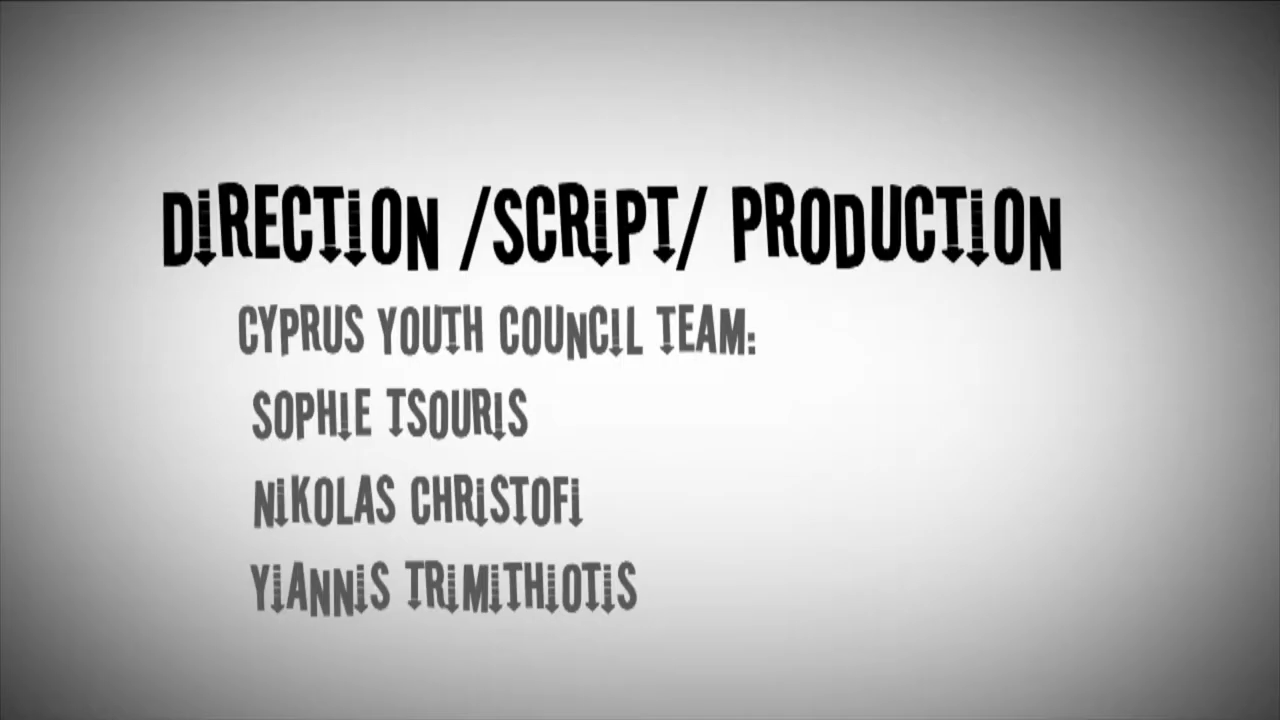 DIRECTION /SCRIPT/ PRODUCTION
CYPRUS YOUTH COUNCIL TEAM:
SOPHIE TSOURIS
NIKOLAS CHRISTOFI
YIANNIS TRIMITHIOTIS